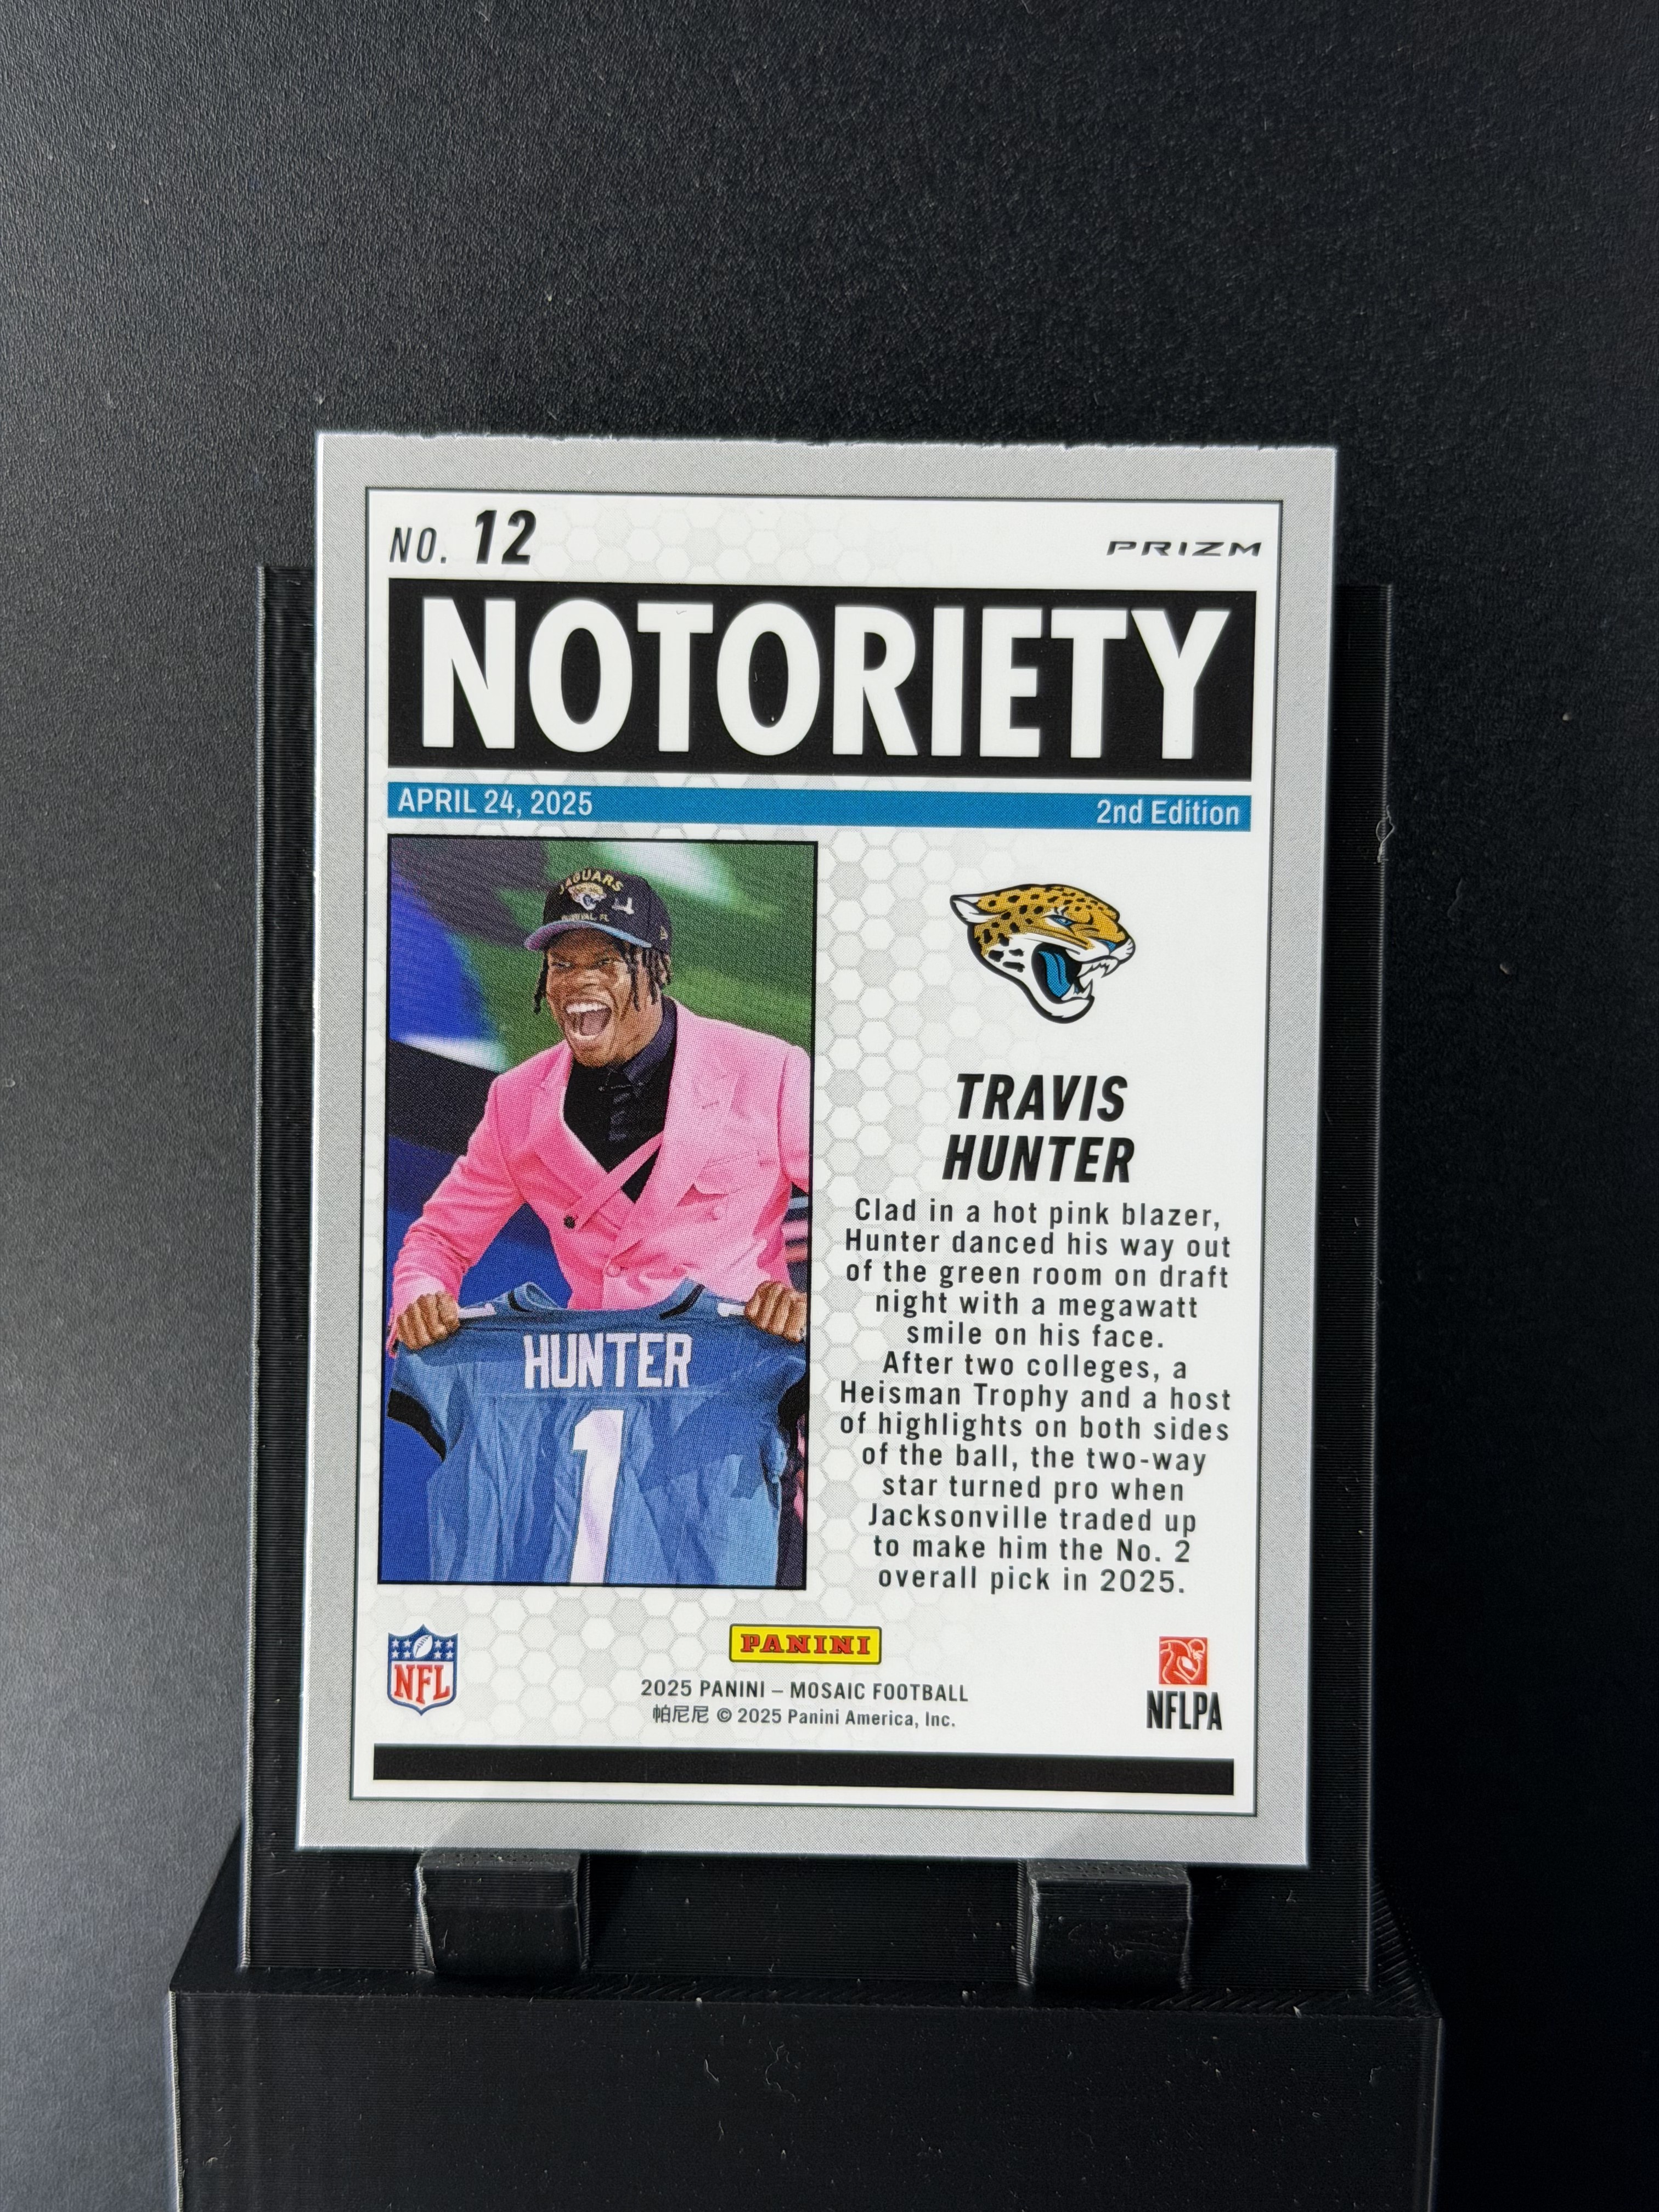 NO. 12
PRIZM
NOTORIETY
APRIL 24, 2025
2nd Edition
JAGUARS
HUNTER
1
TRAVIS
HUNTER
Clad in a hot pink blazer,
Hunter danced his way out
of the green room on draft
night with a megawatt
smile on his face.
After two colleges, a
Heisman Trophy and a host
of highlights on both sides
of the ball, the two-way
star turned pro when
Jacksonville traded up
to make him the No. 2
overall pick in 2025.
NFL
PANINI
2025 PANINI – MOSAIC FOOTBALL
帕尼尼 © 2025 Panini America, Inc.
NFLPA